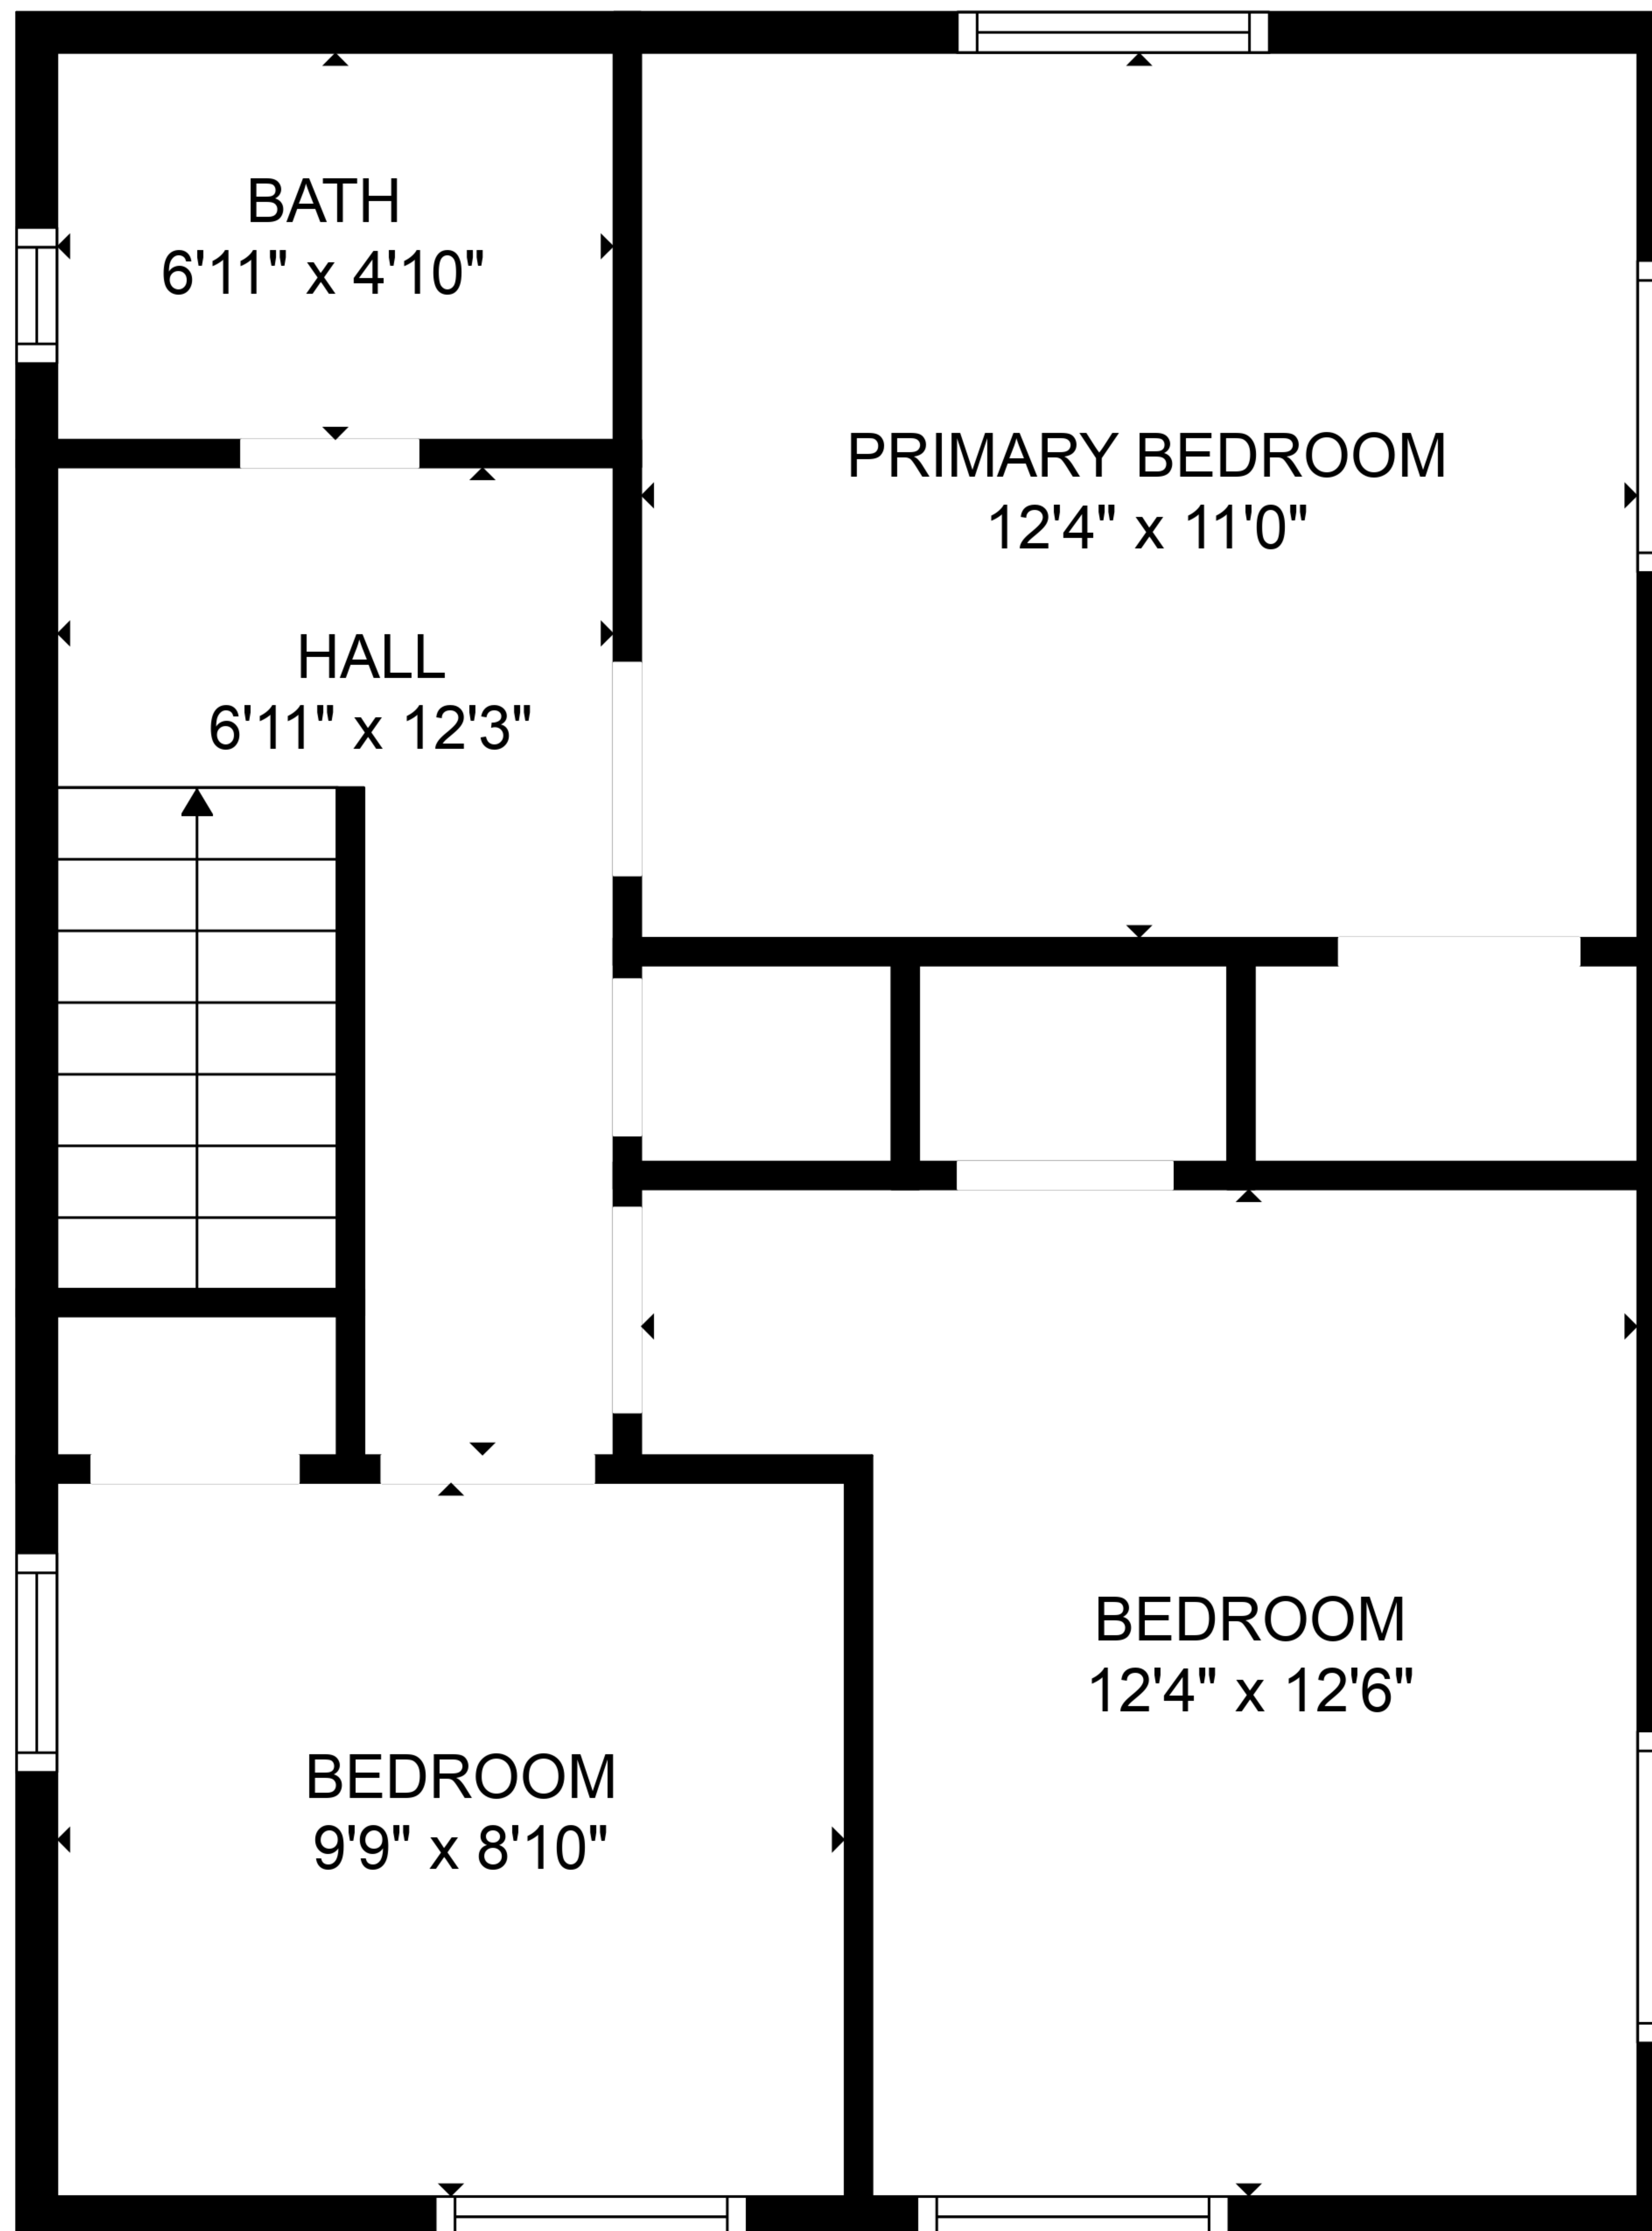 BATH
6'11" x 4'10"
PRIMARY BEDROOM
12'4" x 11'0"
HALL
6'11" x 12'3"
BEDROOM
12'4" x 12'6"
BEDROOM
9'9" x 8'10"